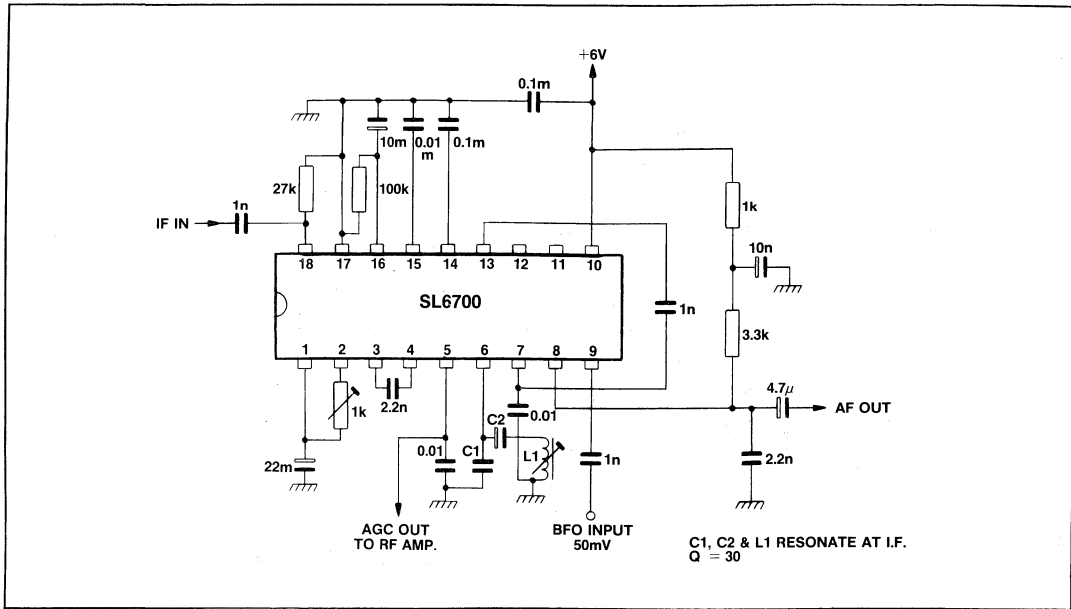 +6V
0.1m
10m
0.01
m
0.1m
27k
100k
1k
1n
IF IN
10n
18 17 16 15 14 13 12 11 10
SL6700
1n
3.3k
1 2 3 4 5 6 7 8 9
4.7μ
AF OUT
2.2n
1k
0.01
C2
0.01
C1
L1
1n
2.2n
22m
AGC OUT
TO RF AMP.
BFO INPUT
50mV
C1, C2 & L1 RESONATE AT I.F.
Q = 30